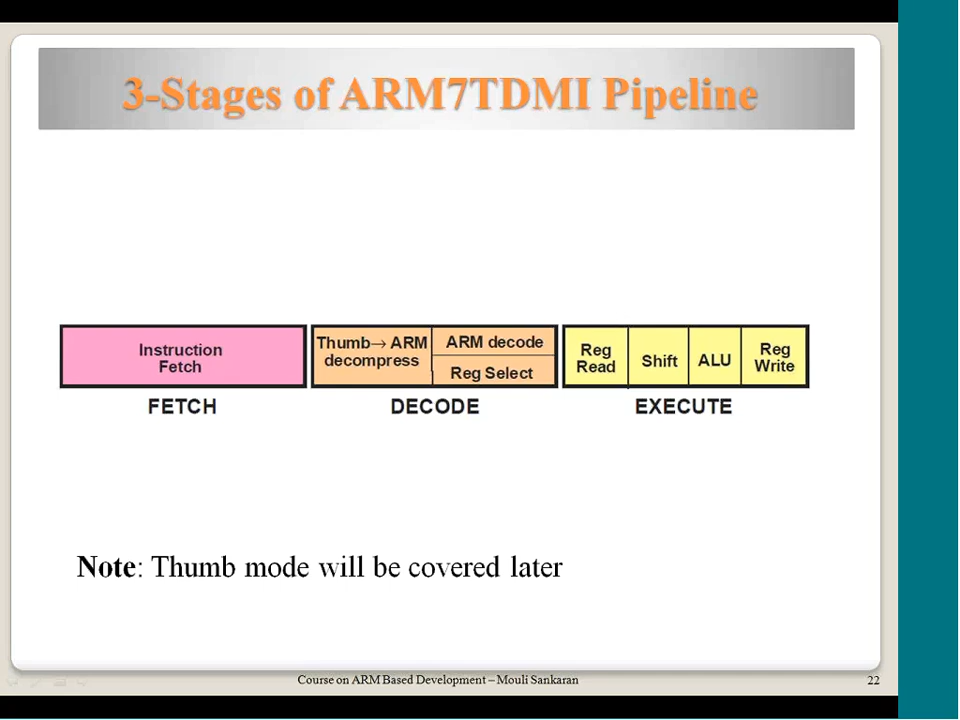 3-Stages of ARM7TDMI Pipeline
Instruction
Fetch
FETCH
Thumb→ ARM
decompress
ARM decode
Reg Select
DECODE
Reg
Read
Shift
ALU
Reg
Write
EXECUTE
Note: Thumb mode will be covered later
Course on ARM Based Development – Mouli Sankaran
22